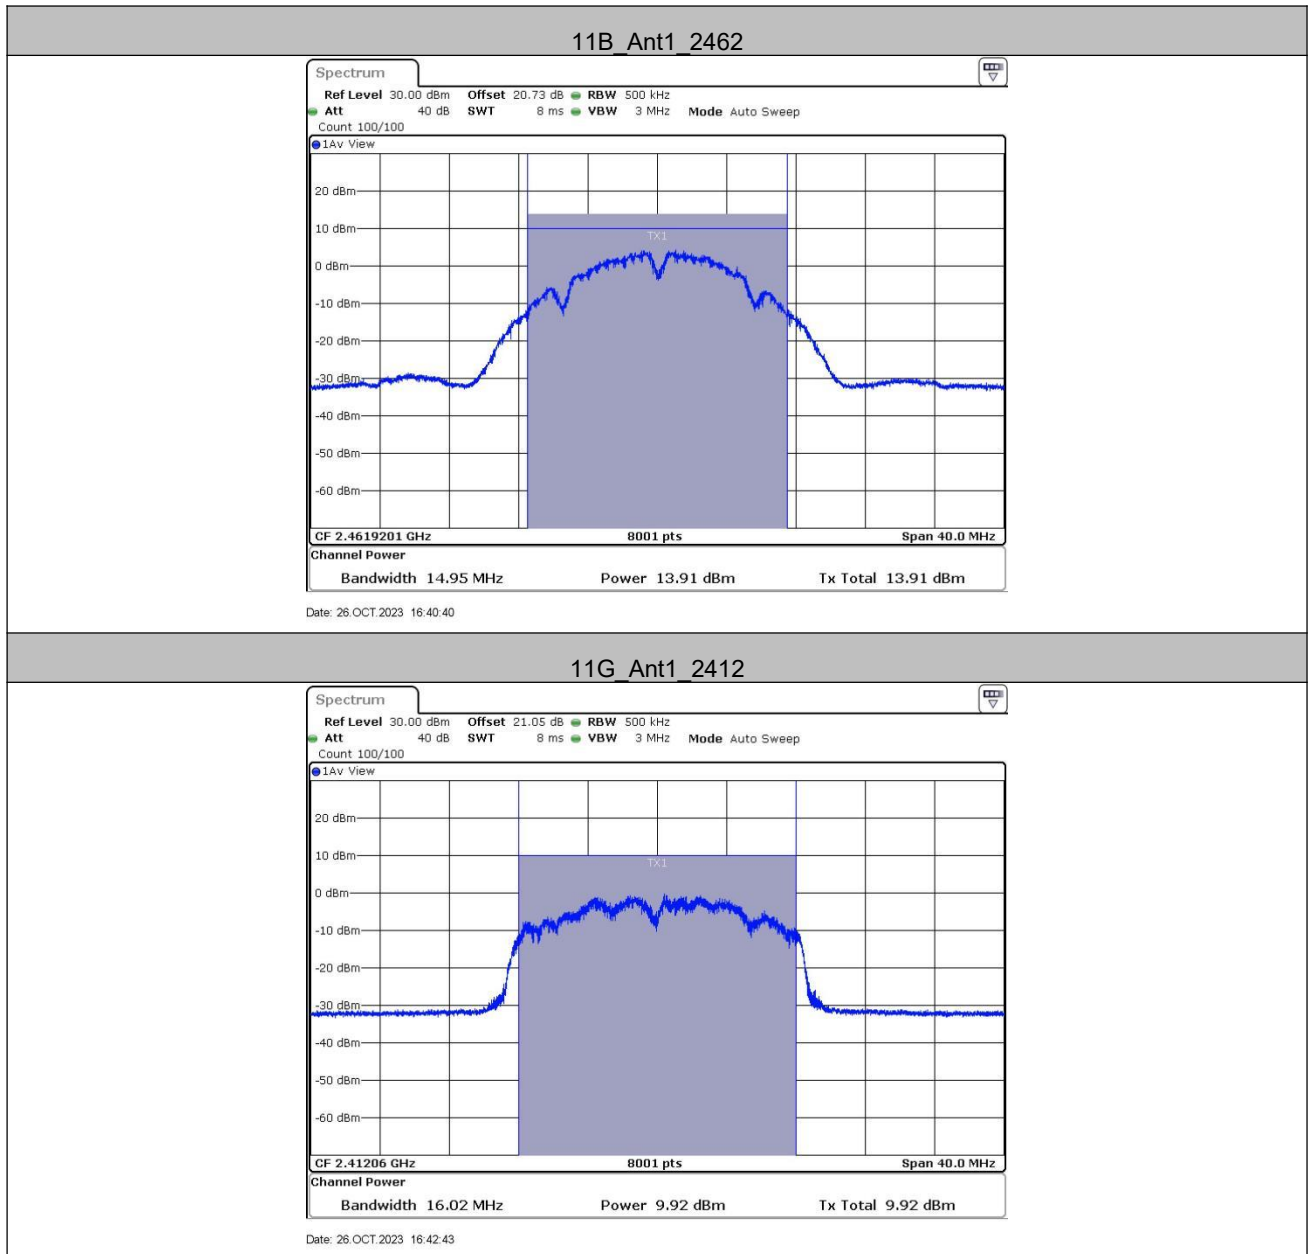 11B_Ant1_2462
Spectrum
Ref Level 30.00 dBm Offset 20.73 dB RBW 500 kHz
Att 40 dB SWT 8 ms VBW 3 MHz Mode Auto Sweep
Count 100/100
1Av View
20 dBm
10 dBm
TX1
0 dBm
-10 dBm
-20 dBm
-30 dBm
-40 dBm
-50 dBm
-60 dBm
CF 2.4619201 GHz 8001 pts Span 40.0 MHz
Channel Power
Bandwidth 14.95 MHz Power 13.91 dBm Tx Total 13.91 dBm
Date: 26.OCT.2023 16:40:40
11G_Ant1_2412
Spectrum
Ref Level 30.00 dBm Offset 21.05 dB RBW 500 kHz
Att 40 dB SWT 8 ms VBW 3 MHz Mode Auto Sweep
Count 100/100
1Av View
20 dBm
10 dBm
TX1
0 dBm
-10 dBm
-20 dBm
-30 dBm
-40 dBm
-50 dBm
-60 dBm
CF 2.41206 GHz 8001 pts Span 40.0 MHz
Channel Power
Bandwidth 16.02 MHz Power 9.92 dBm Tx Total 9.92 dBm
Date: 26.OCT.2023 16:42:43